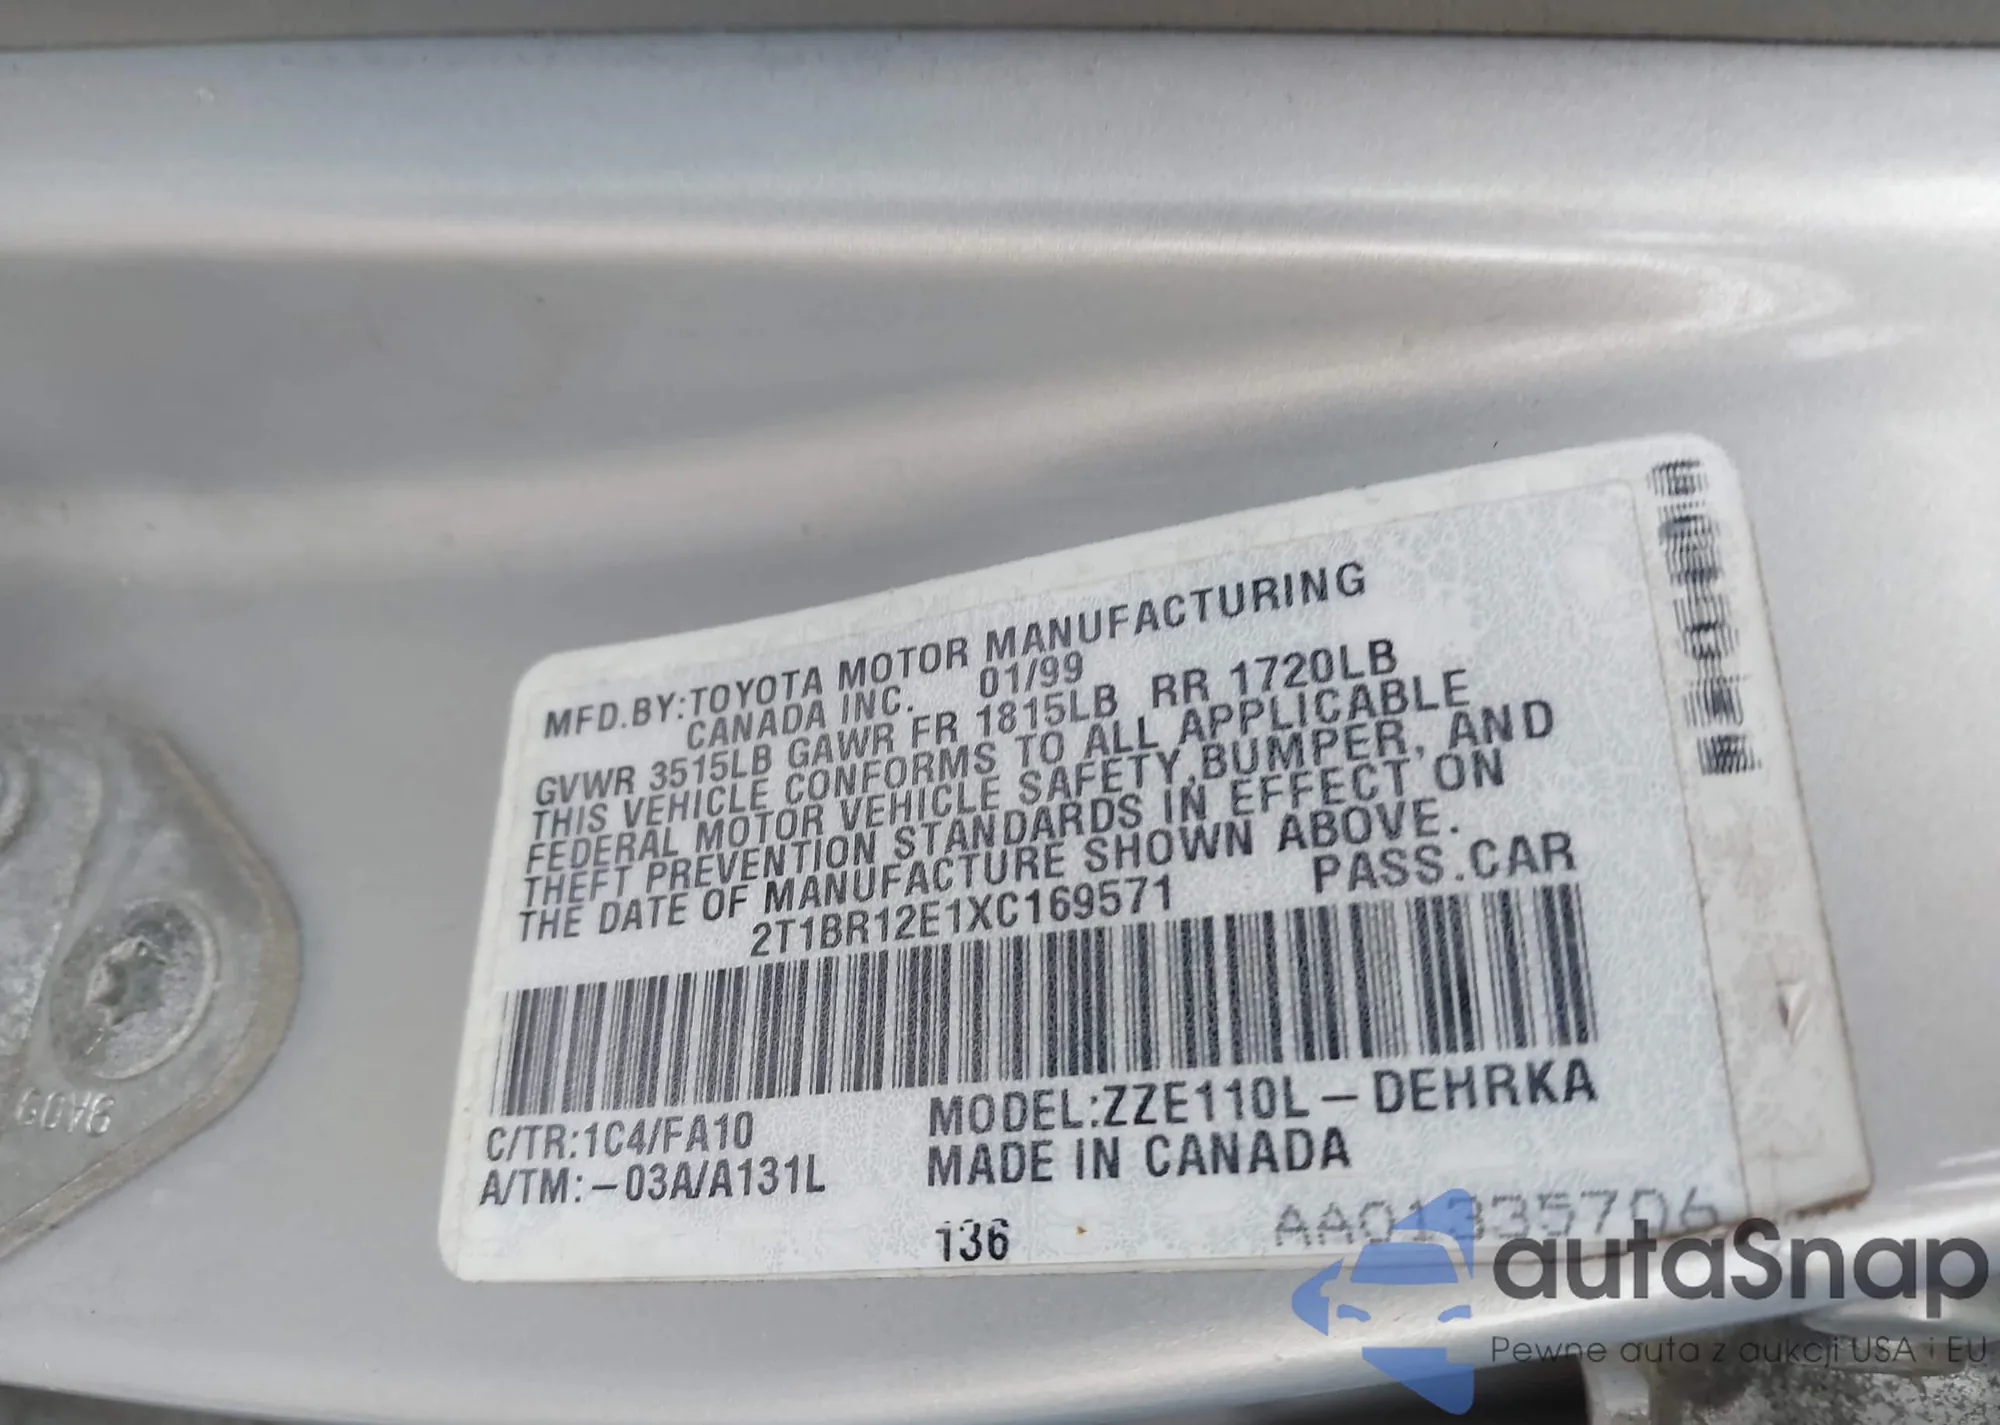 MFD.BY:TOYOTA MOTOR MANUFACTURING
CANADA INC. 01/99
GVWR 3515LB GAWR FR 1815LB RR 1720LB
THIS VEHICLE CONFORMS TO ALL APPLICABLE
FEDERAL MOTOR VEHICLE SAFETY,BUMPER, AND
THEFT PREVENTION STANDARDS IN EFFECT ON
THE DATE OF MANUFACTURE SHOWN ABOVE.
2T1BR12E1XC169571 PASS.CAR
C/TR:1C4/FA10 MODEL:ZZE110L-DEHRKA
A/TM:-03A/A131L MADE IN CANADA
136 AA01335706
autaSnap
Pewne auta z aukcji USA i EU